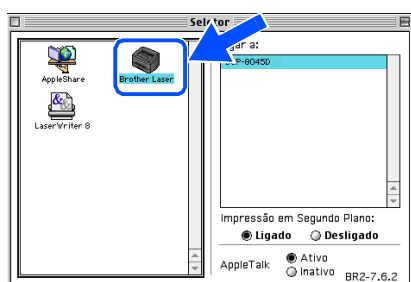 Seletor
AppleShare
Brother Laser
LaserWriter 8
a:
-8045D
Impressão em Segundo Plano:
Ligado
Desligado
AppleTalk
Ativo
Inativo
BR2-7.6.2